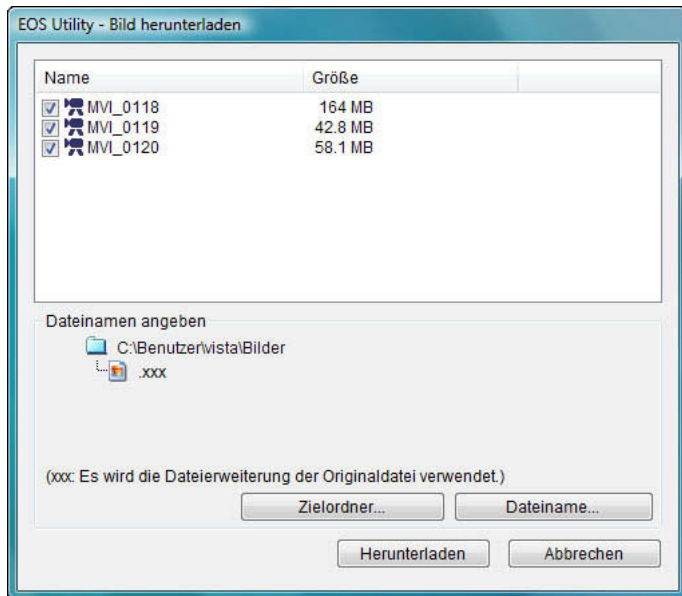 EOS Utility - Bild herunterladen
Name Größe
MVI_0118 164 MB
MVI_0119 42.8 MB
MVI_0120 58.1 MB
Dateinamen angeben
C:\Benutzer\vista\Bilder
.xxx
(xxx: Es wird die Dateierweiterung der Originaldatei verwendet.)
Zielordner... Dateiname...
Herunterladen Abbrechen